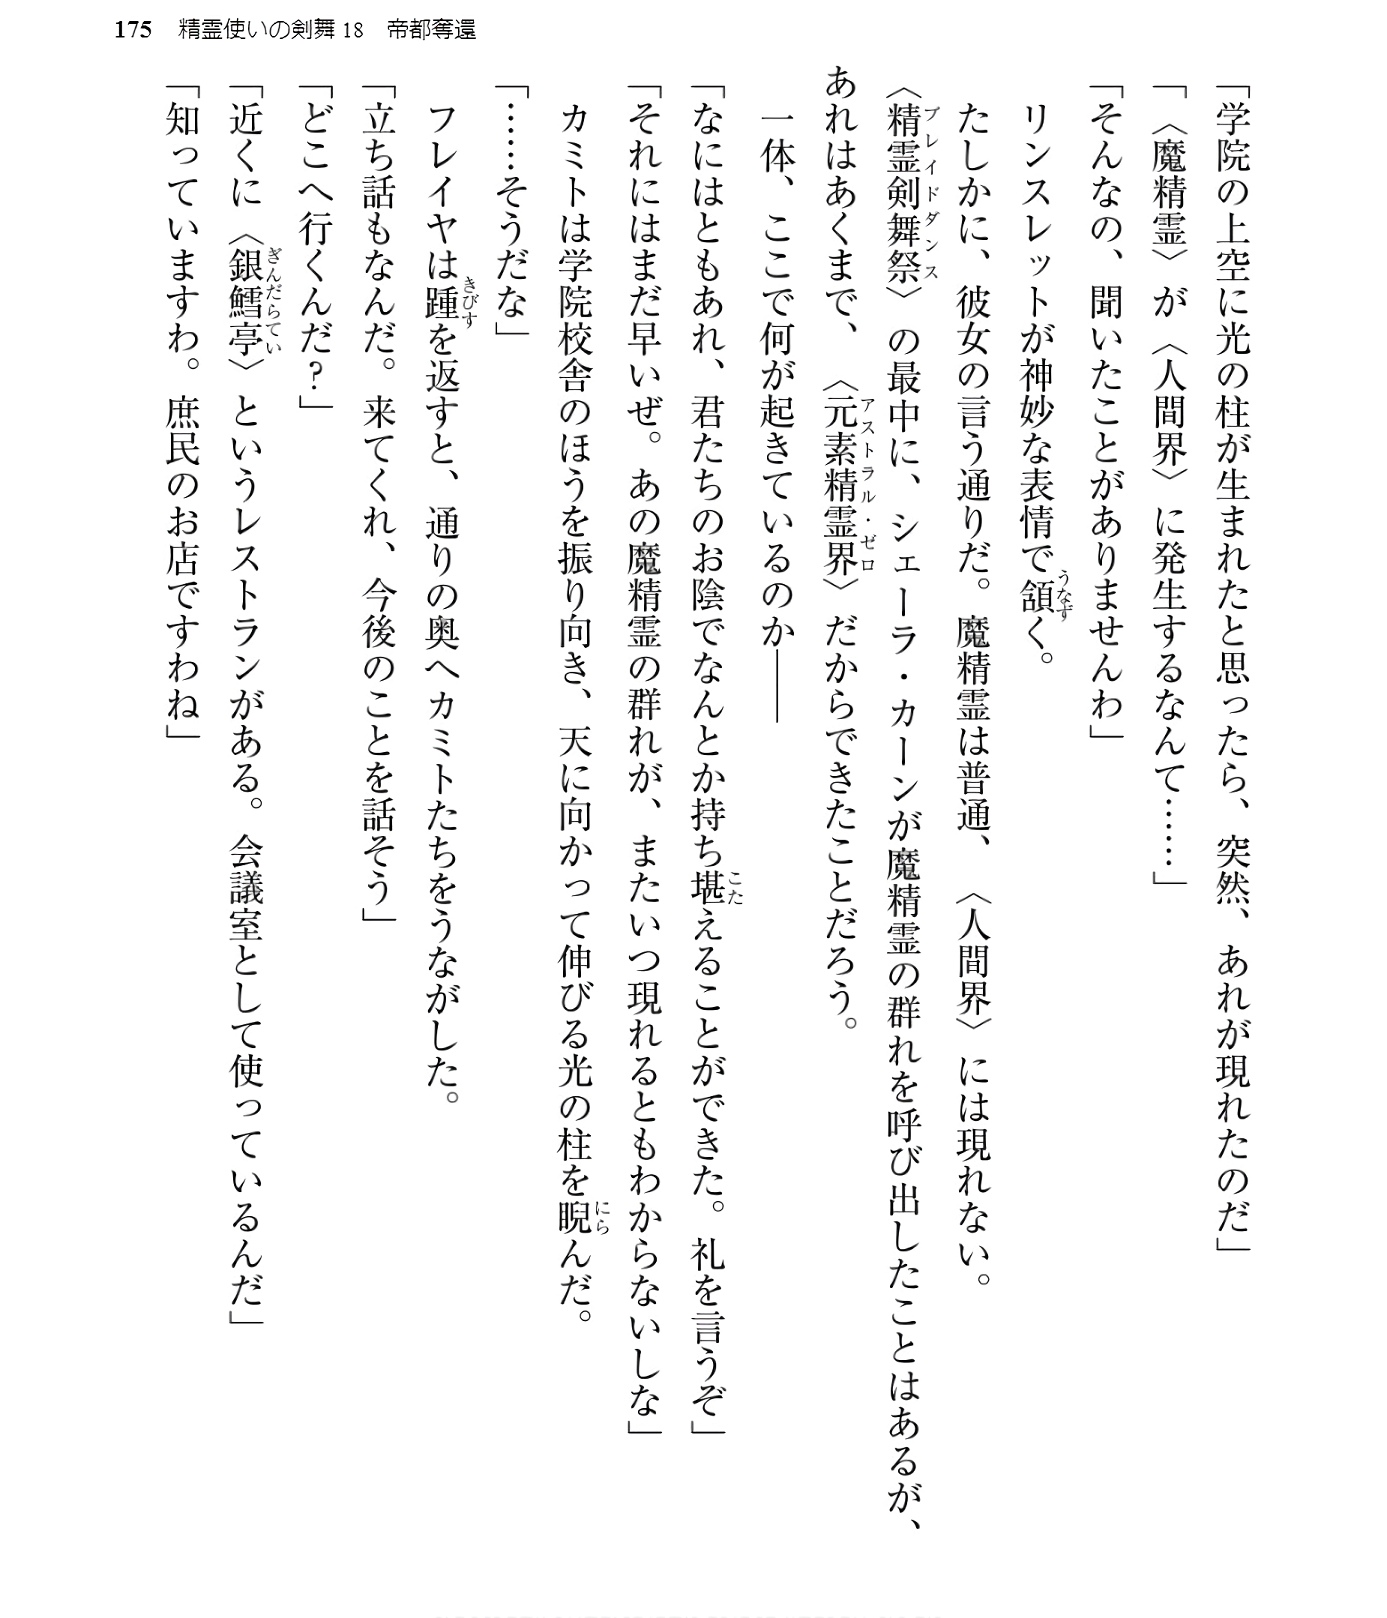 175　精霊使いの剣舞18　帝都奪還
「学院の上空に光の柱が生まれたと思ったら、突然、あれが現れたのだ」
「〈魔精霊〉が〈人間界〉に発生するなんて……」
「そんなの、聞いたことがありませんわ」
　リンスレットが神妙な表情で頷く。
　たしかに、彼女の言う通りだ。魔精霊は普通、〈人間界〉には現れない。
〈精霊剣舞祭〉の最中に、シェーラ・カーンが魔精霊の群れを呼び出したことはあるが、
あれはあくまで、〈元素精霊界〉だからできたことだろう。
　一体、ここで何が起きているのか――
「なにはともあれ、君たちのお陰でなんとか持ち堪えることができた。礼を言うぞ」
「それにはまだ早いぜ。あの魔精霊の群れが、またいつ現れるともわからないしな」
　カミトは学院校舎のほうを振り向き、天に向かって伸びる光の柱を睨んだ。
「……そうだな」
　フレイヤは踵を返すと、通りの奥へカミトたちをうながした。
「立ち話もなんだ。来てくれ、今後のことを話そう」
「どこへ行くんだ？」
「近くに〈銀鱈亭〉というレストランがある。会議室として使っているんだ」
「知っていますわ。庶民のお店ですわね」